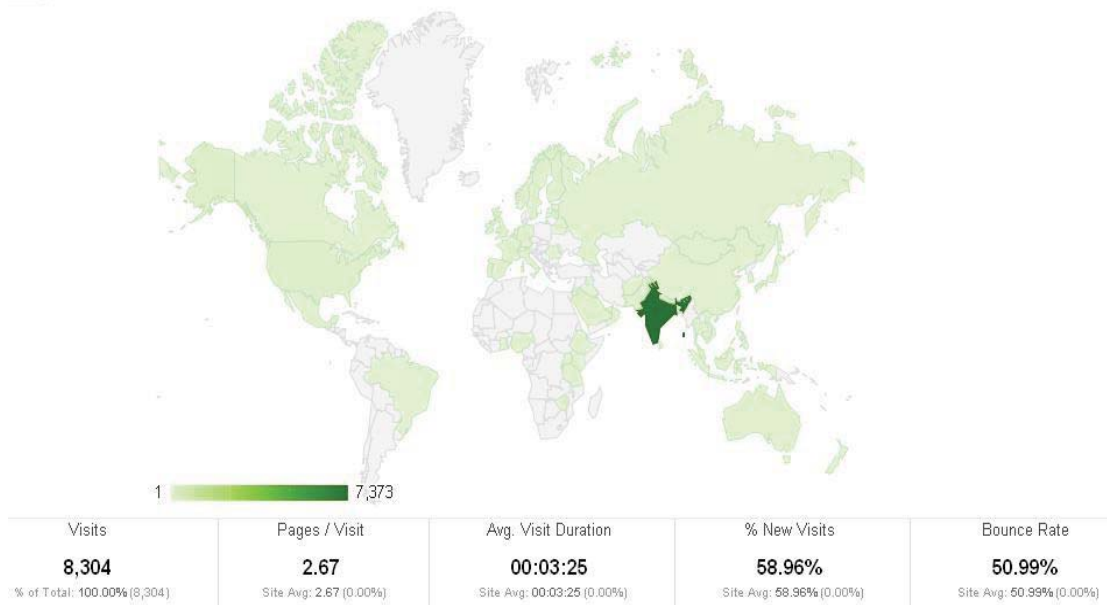 1 7,373
Visits Pages / Visit Avg. Visit Duration % New Visits Bounce Rate
8,304 2.67 00:03:25 58.96% 50.99%
% of Total: 100.00% (8,304) Site Avg: 2.67 (0.00%) Site Avg: 00:03:25 (0.00%) Site Avg: 58.96% (0.00%) Site Avg: 50.99% (0.00%)